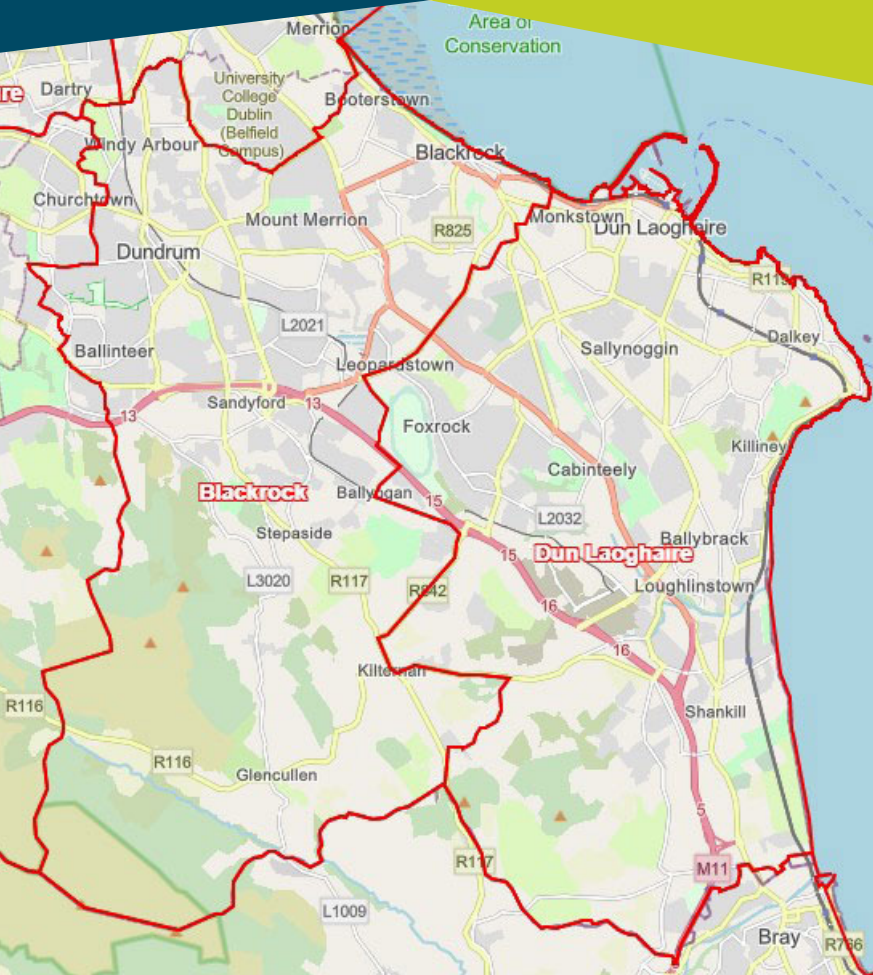 Area of
Conservation
Merrion
Dartry
re
University
College
Dublin
(Belfield
Campus)
Booterstown
Windy Arbour
Blackrock
Churchtown
Mount Merrion
Monkstown
R825
Dun Laoghaire
Dundrum
R119
L2021
Dalkey
Ballinteer
Sallynoggin
Leopardstown
Sandyford
13
13
Foxrock
Killiney
Cabinteely
Blackrock
Ballyogan
15
L2032
Stepaside
Ballybrack
15
Dun Laoghaire
L3020
R117
R842
Loughlinstown
16
16
Kilternan
R116
Shankill
R116
Glencullen
5
R117
M11
L1009
Bray
R766